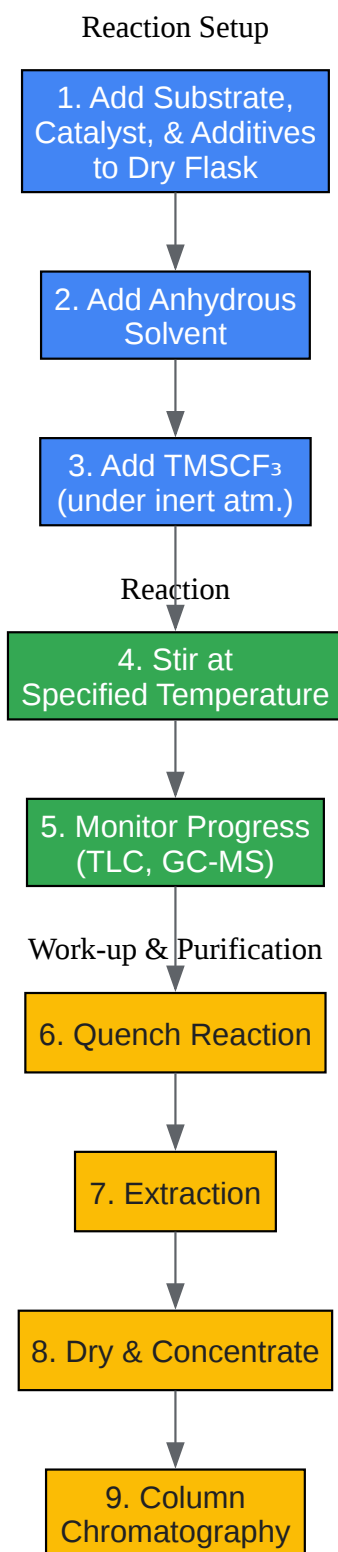 Reaction Setup
1. Add Substrate,
Catalyst, & Additives
to Dry Flask
2. Add Anhydrous
Solvent
3. Add TMSCF₃
(under inert atm.)
Reaction
4. Stir at
Specified Temperature
5. Monitor Progress
(TLC, GC-MS)
Work-up & Purification
6. Quench Reaction
7. Extraction
8. Dry & Concentrate
9. Column
Chromatography